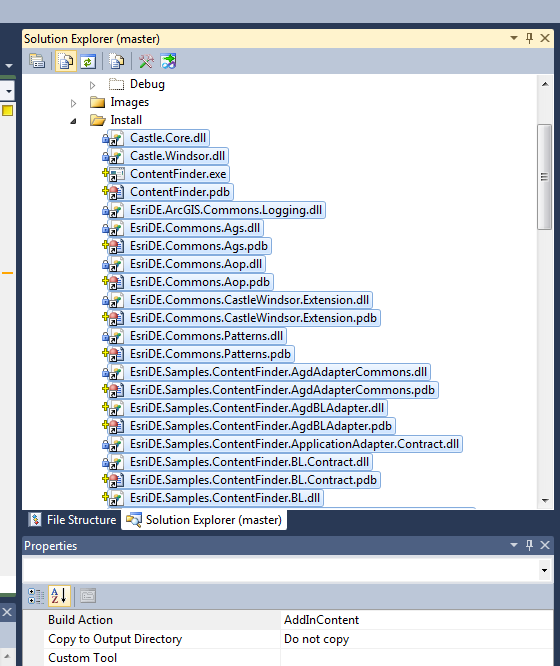 Solution Explorer (master)
Debug
Images
Install
Castle.Core.dll
Castle.Windsor.dll
ContentFinder.exe
ContentFinder.pdb
EsriDE.ArcGIS.Commons.Logging.dll
EsriDE.Commons.Ags.dll
EsriDE.Commons.Ags.pdb
EsriDE.Commons.Aop.dll
EsriDE.Commons.Aop.pdb
EsriDE.Commons.CastleWindsor.Extension.dll
EsriDE.Commons.CastleWindsor.Extension.pdb
EsriDE.Commons.Patterns.dll
EsriDE.Commons.Patterns.pdb
EsriDE.Samples.ContentFinder.AgdAdapterCommons.dll
EsriDE.Samples.ContentFinder.AgdAdapterCommons.pdb
EsriDE.Samples.ContentFinder.AgdBLAdapter.dll
EsriDE.Samples.ContentFinder.AgdBLAdapter.pdb
EsriDE.Samples.ContentFinder.ApplicationAdapter.Contract.dll
EsriDE.Samples.ContentFinder.BL.Contract.dll
EsriDE.Samples.ContentFinder.BL.Contract.pdb
EsriDE.Samples.ContentFinder.BL.dll
File Structure Solution Explorer (master)
Properties
Build Action AddInContent
Copy to Output Directory Do not copy
Custom Tool